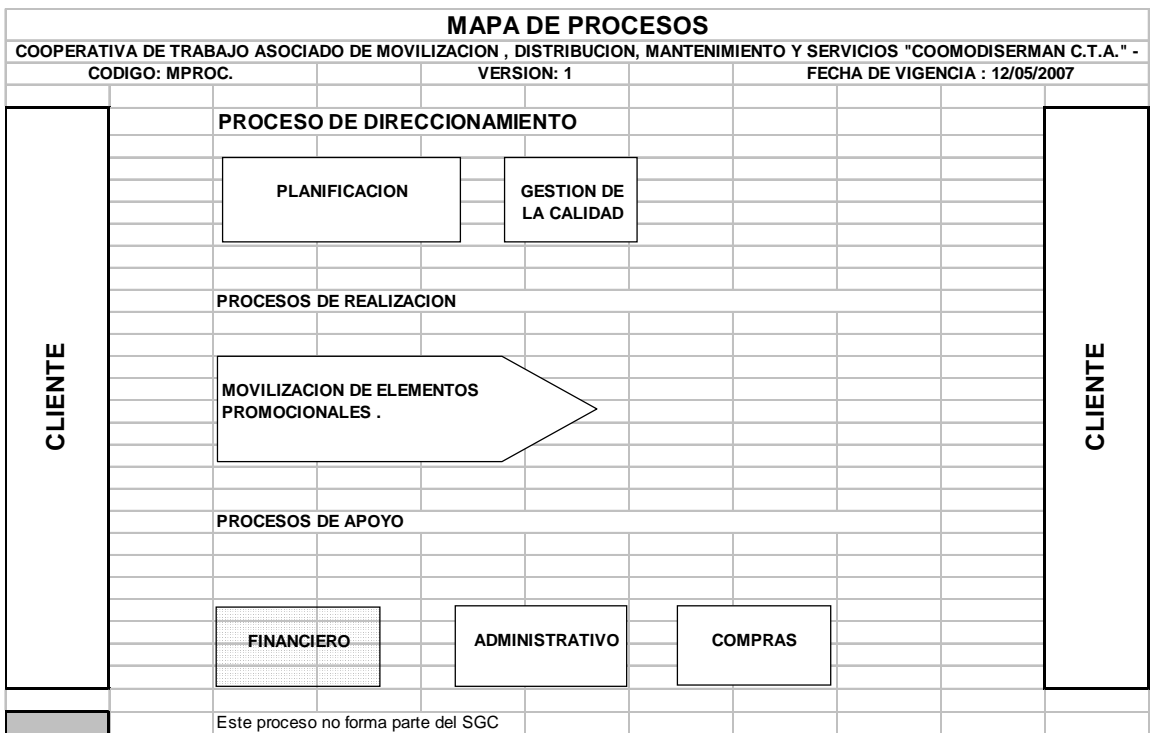 MAPA DE PROCESOS
COOPERATIVA DE TRABAJO ASOCIADO DE MOVILIZACION , DISTRIBUCION, MANTENIMIENTO Y SERVICIOS "COOMODISERMAN C.T.A." -
CODIGO: MPROC. VERSION: 1 FECHA DE VIGENCIA : 12/05/2007
CLIENTE
PROCESO DE DIRECCIONAMIENTO
PLANIFICACION
GESTION DE
LA CALIDAD
PROCESOS DE REALIZACION
MOVILIZACION DE ELEMENTOS
PROMOCIONALES .
PROCESOS DE APOYO
FINANCIERO
ADMINISTRATIVO
COMPRAS
CLIENTE
Este proceso no forma parte del SGC